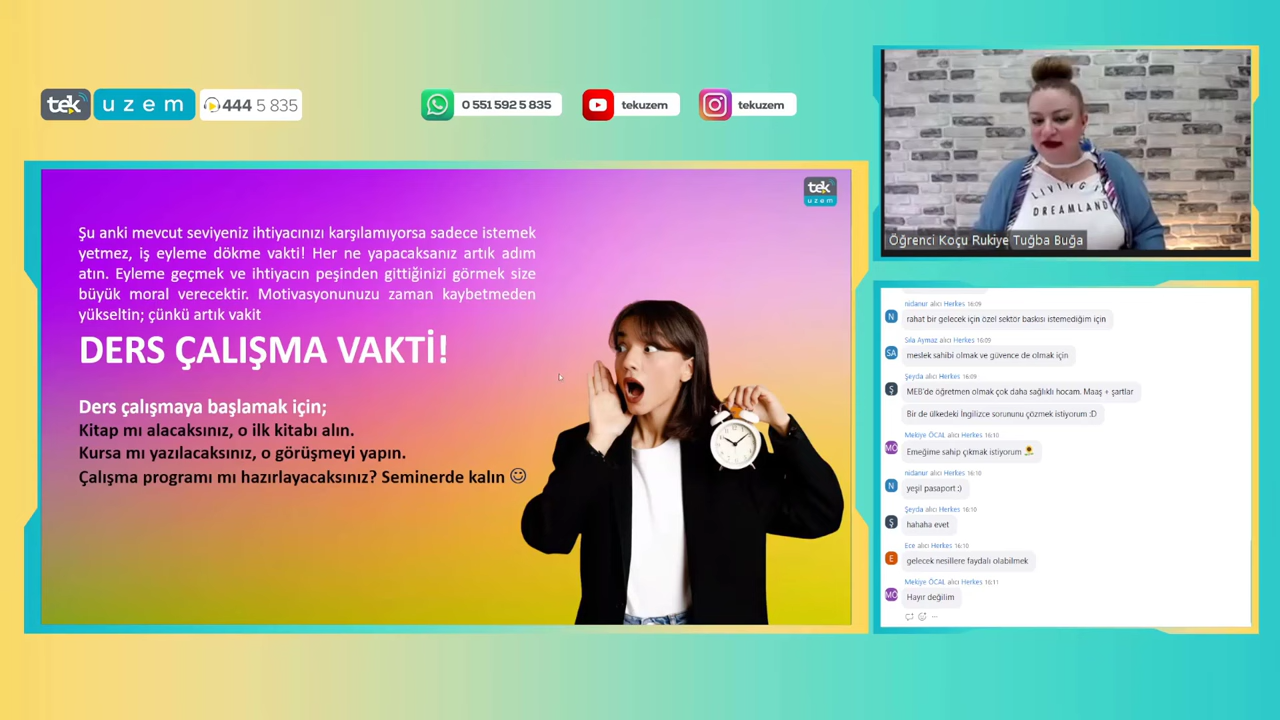 tek uzem 444 5 835
0 551 592 5 835
tekuzem
tekuzem
tek
uzem
Şu anki mevcut seviyeniz ihtiyacınızı karşılamıyorsa sadece istemek
yetmez, iş eyleme dökme vakti! Her ne yapacaksanız artık adım
atın. Eyleme geçmek ve ihtiyacın peşinden gittiğinizi görmek size
büyük moral verecektir. Motivasyonunuzu zaman kaybetmeden
yükseltin; çünkü artık vakit
DERS ÇALIŞMA VAKTİ!
Ders çalışmaya başlamak için;
Kitap mı alacaksınız, o ilk kitabı alın.
Kursa mı yazılacaksınız, o görüşmeyi yapın.
Çalışma programı mı hazırlayacaksınız? Seminerde kalın ☺
LIVING
DREAMLAND
Öğrenci Koçu Rukiye Tuğba Buğa
nidanur alıcı Herkes 16:09
N
rahat bir gelecek için özel sektör baskısı istemediğim için
Sıla Aymaz alıcı Herkes 16:09
SA
meslek sahibi olmak ve güvence de olmak için
Şeyda alıcı Herkes 16:09
Ş
MEB'de öğretmen olmak çok daha sağlıklı hocam. Maaş + şartlar
Bir de ülkedeki İngilizce sorununu çözmek istiyorum :D
Mekiye ÖCAL alıcı Herkes 16:10
MÖ
Emeğime sahip çıkmak istiyorum 🌻
nidanur alıcı Herkes 16:10
N
yeşil pasaport :)
Şeyda alıcı Herkes 16:10
Ş
hahaha evet
Ece alıcı Herkes 16:10
E
gelecek nesillere faydalı olabilmek
Mekiye ÖCAL alıcı Herkes 16:11
MÖ
Hayır değilim